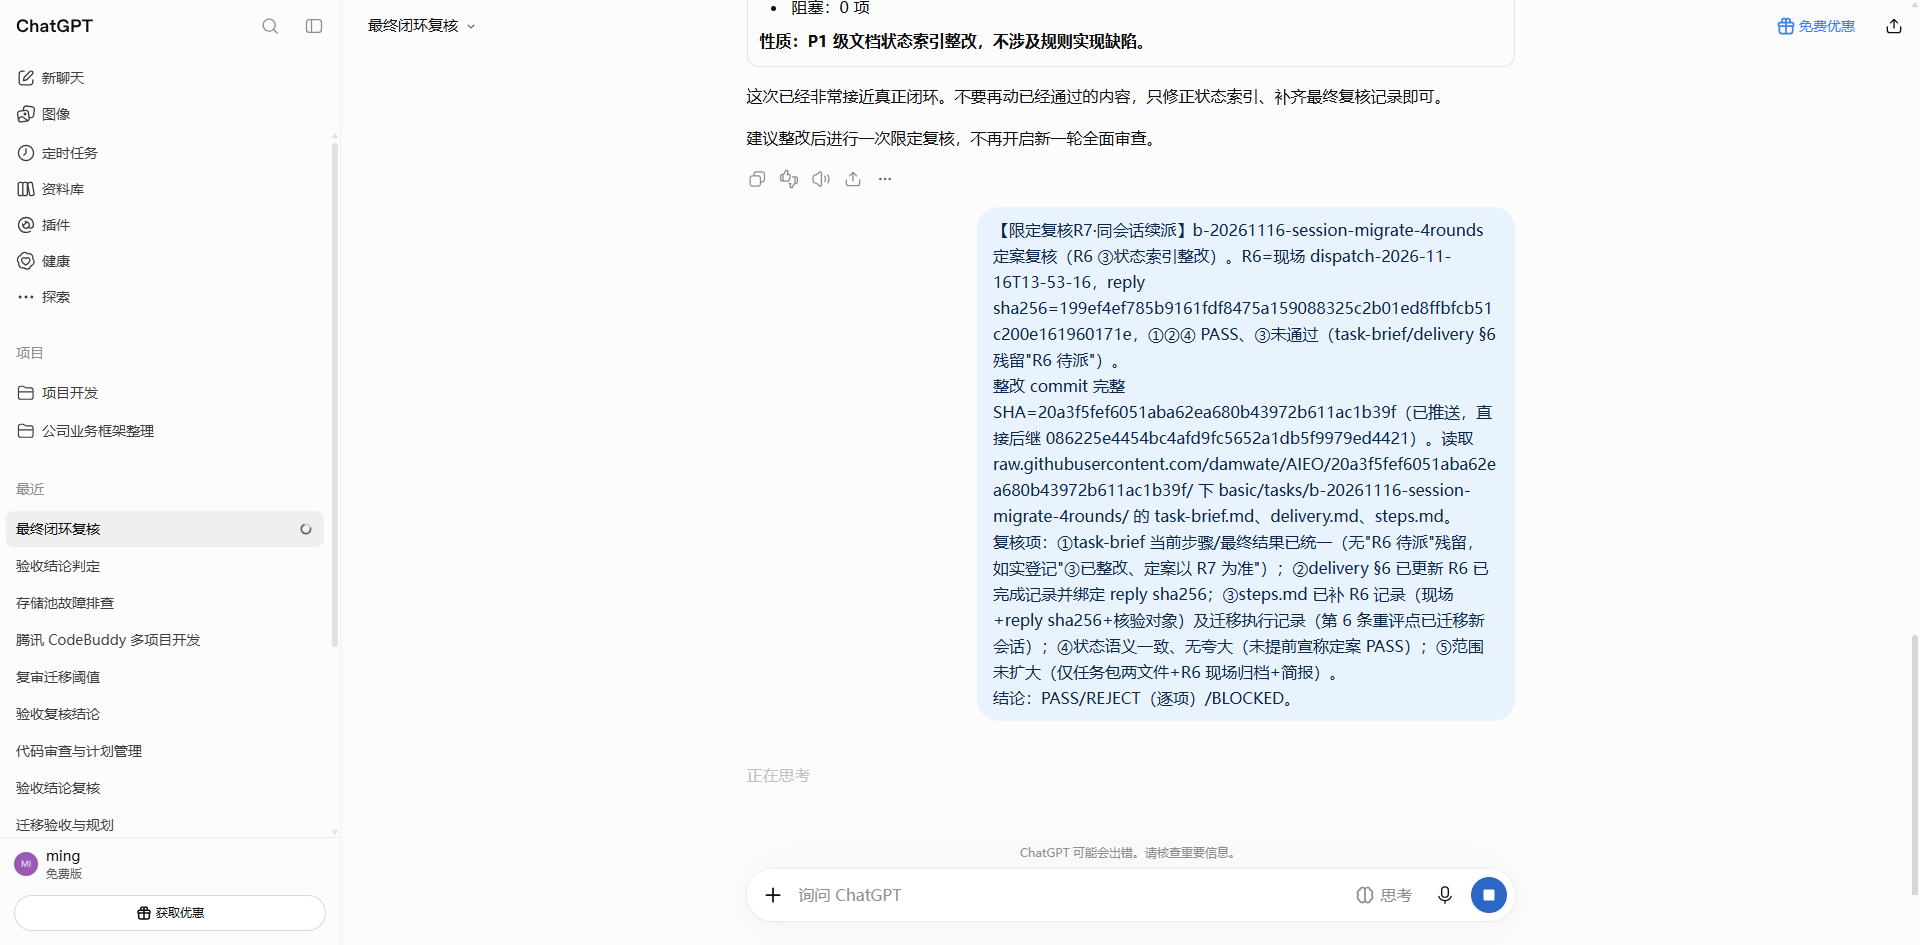 ChatGPT
新聊天
图像
定时任务
资料库
插件
健康
探索
项目
项目开发
公司业务框架整理
最近
最终闭环复核
验收结论判定
存储池故障排查
腾讯 CodeBuddy 多项目开发
复审迁移阈值
验收复核结论
代码审查与计划管理
验收结论复核
迁移验收与规划
MI
ming
免费版
获取优惠
最终闭环复核
免费优惠
阻塞：0 项
性质：P1 级文档状态索引整改，不涉及规则实现缺陷。
这次已经非常接近真正闭环。不要再动已经通过的内容，只修正状态索引、补齐最终复核记录即可。
建议整改后进行一次限定复核，不再开启新一轮全面审查。
【限定复核R7·同会话续派】b-20261116-session-migrate-4rounds
定案复核（R6 ③状态索引整改）。R6=现场 dispatch-2026-11-
16T13-53-16，reply
sha256=199ef4ef785b9161fdf8475a159088325c2b01ed8ffbfcb51
c200e161960171e，①②④ PASS、③未通过（task-brief/delivery §6
残留"R6 待派"）。
整改 commit 完整
SHA=20a3f5fef6051aba62ea680b43972b611ac1b39f（已推送，直
接后继 086225e4454bc4afd9fc5652a1db5f9979ed4421）。读取
raw.githubusercontent.com/damwate/AIEO/20a3f5fef6051aba62e
a680b43972b611ac1b39f/ 下 basic/tasks/b-20261116-session-
migrate-4rounds/ 的 task-brief.md、delivery.md、steps.md。
复核项：①task-brief 当前步骤/最终结果已统一（无"R6 待派"残留，
如实登记"③已整改、定案以 R7 为准"）；②delivery §6 已更新 R6 已
完成记录并绑定 reply sha256；③steps.md 已补 R6 记录（现场
+reply sha256+核验对象）及迁移执行记录（第 6 条重评点已迁移新
会话）；④状态语义一致、无夸大（未提前宣称定案 PASS）；⑤范围
未扩大（仅任务包两文件+R6 现场归档+简报）。
结论：PASS/REJECT（逐项）/BLOCKED。
正在思考
ChatGPT 可能会出错。请核查重要信息。
询问 ChatGPT
思考